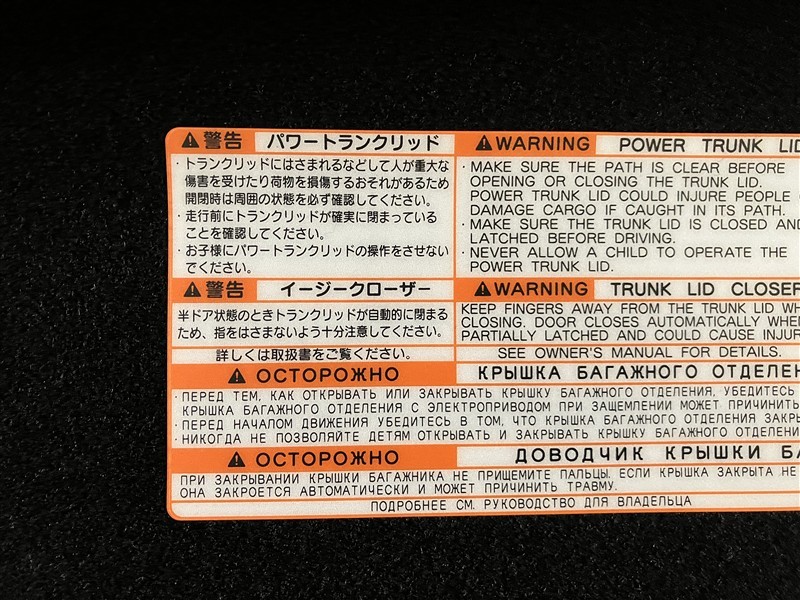 警告 パワートランクリッド
・トランクリッドにはさまれるなどして人が重大な
傷害を受けたり荷物を損傷するおそれがあるため
開閉時は周囲の状態を必ず確認してください。
・走行前にトランクリッドが確実に閉まっている
ことを確認してください。
・お子様にパワートランクリッドの操作をさせない
でください。
警告 イージークローザー
半ドア状態のときトランクリッドが自動的に閉まる
ため、指をはさまないよう十分注意してください。
詳しくは取扱書をご覧ください。
WARNING POWER TRUNK LID
・MAKE SURE THE PATH IS CLEAR BEFORE
OPENING OR CLOSING THE TRUNK LID.
POWER TRUNK LID COULD INJURE PEOPLE
DAMAGE CARGO IF CAUGHT IN ITS PATH.
・MAKE SURE THE TRUNK LID IS CLOSED AND
LATCHED BEFORE DRIVING.
・NEVER ALLOW A CHILD TO OPERATE THE
POWER TRUNK LID.
WARNING TRUNK LID CLOSER
KEEP FINGERS AWAY FROM THE TRUNK LID WH
CLOSING. DOOR CLOSES AUTOMATICALLY WHEN
PARTIALLY LATCHED AND COULD CAUSE INJUR
SEE OWNER'S MANUAL FOR DETAILS.
ОСТОРОЖНО КРЫШКА БАГАЖНОГО ОТДЕЛЕН
・ПЕРЕД ТЕМ, КАК ОТКРЫВАТЬ ИЛИ ЗАКРЫВАТЬ КРЫШКУ БАГАЖНОГО ОТДЕЛЕНИЯ, УБЕДИТЕСЬ
КРЫШКА БАГАЖНОГО ОТДЕЛЕНИЯ С ЭЛЕКТРОПРИВОДОМ ПРИ ЗАЩЕМЛЕНИИ МОЖЕТ ПРИЧИНИТЬ
・ПЕРЕД НАЧАЛОМ ДВИЖЕНИЯ УБЕДИТЕСЬ В ТОМ, ЧТО КРЫШКА БАГАЖНОГО ОТДЕЛЕНИЯ ЗАКР
・НИКОГДА НЕ ПОЗВОЛЯЙТЕ ДЕТЯМ ОТКРЫВАТЬ И ЗАКРЫВАТЬ КРЫШКУ БАГАЖНОГО ОТДЕЛЕНИ
ОСТОРОЖНО ДОВОДЧИК КРЫШКИ БА
ПРИ ЗАКРЫВАНИИ КРЫШКИ БАГАЖНИКА НЕ ПРИЩЕМИТЕ ПАЛЬЦЫ. ЕСЛИ КРЫШКА ЗАКРЫТА НЕ
ОНА ЗАКРОЕТСЯ АВТОМАТИЧЕСКИ И МОЖЕТ ПРИЧИНИТЬ ТРАВМУ.
ПОДРОБНЕЕ СМ. РУКОВОДСТВО ДЛЯ ВЛАДЕЛЬЦА